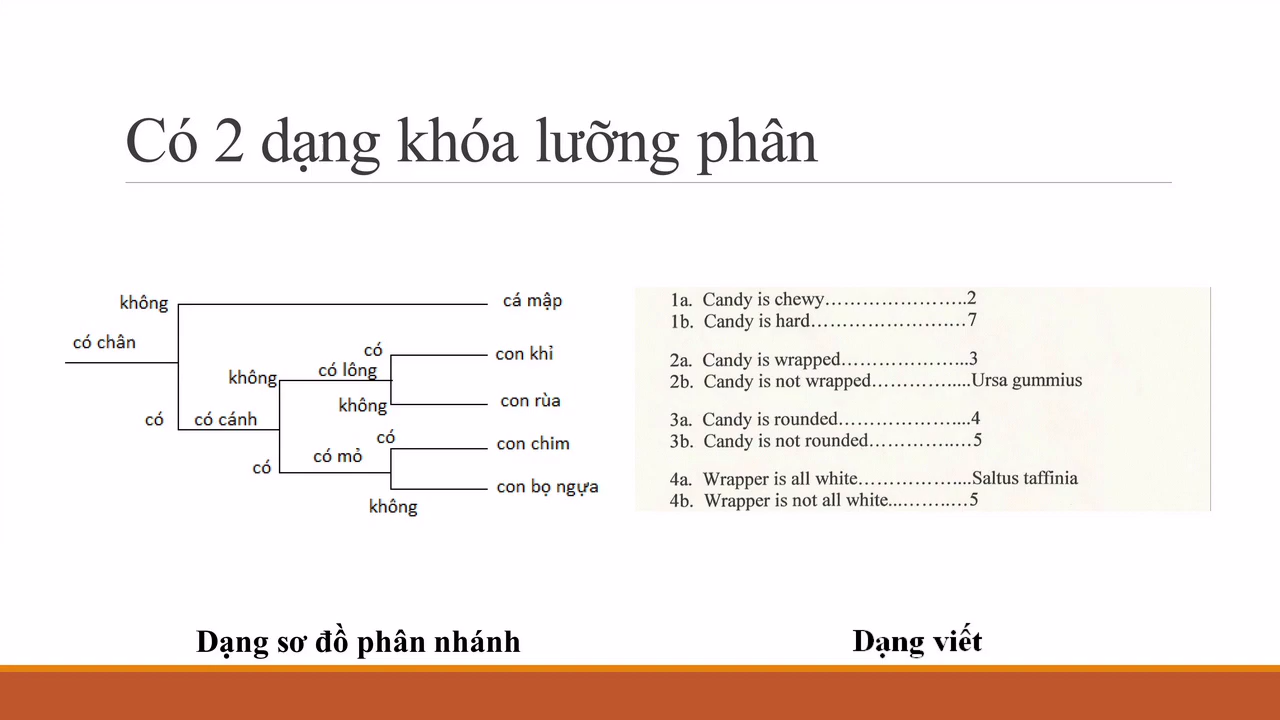 Có 2 dạng khóa lưỡng phân
không
cá mập
có chân
có
con khỉ
có lông
không
không
con rùa
có
có cánh
có
con chim
có mỏ
có
con bọ ngựa
không
1a. Candy is chewy…………………..2
1b. Candy is hard…………………..…7
2a. Candy is wrapped………………...3
2b. Candy is not wrapped…………....Ursa gummius
3a. Candy is rounded………………....4
3b. Candy is not rounded…………..…5
4a. Wrapper is all white……………....Saltus taffinia
4b. Wrapper is not all white...……..…5
Dạng sơ đồ phân nhánh
Dạng viết